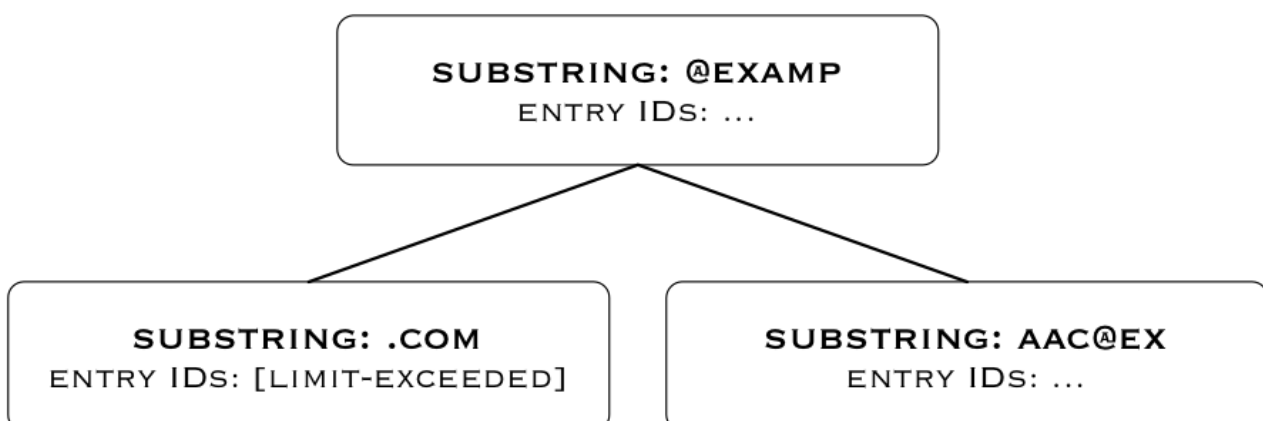 SUBSTRING: @EXAMP
ENTRY IDS: ...
SUBSTRING: .COM
ENTRY IDS: [LIMIT-EXCEEDED]
SUBSTRING: AAC@EX
ENTRY IDS: ...